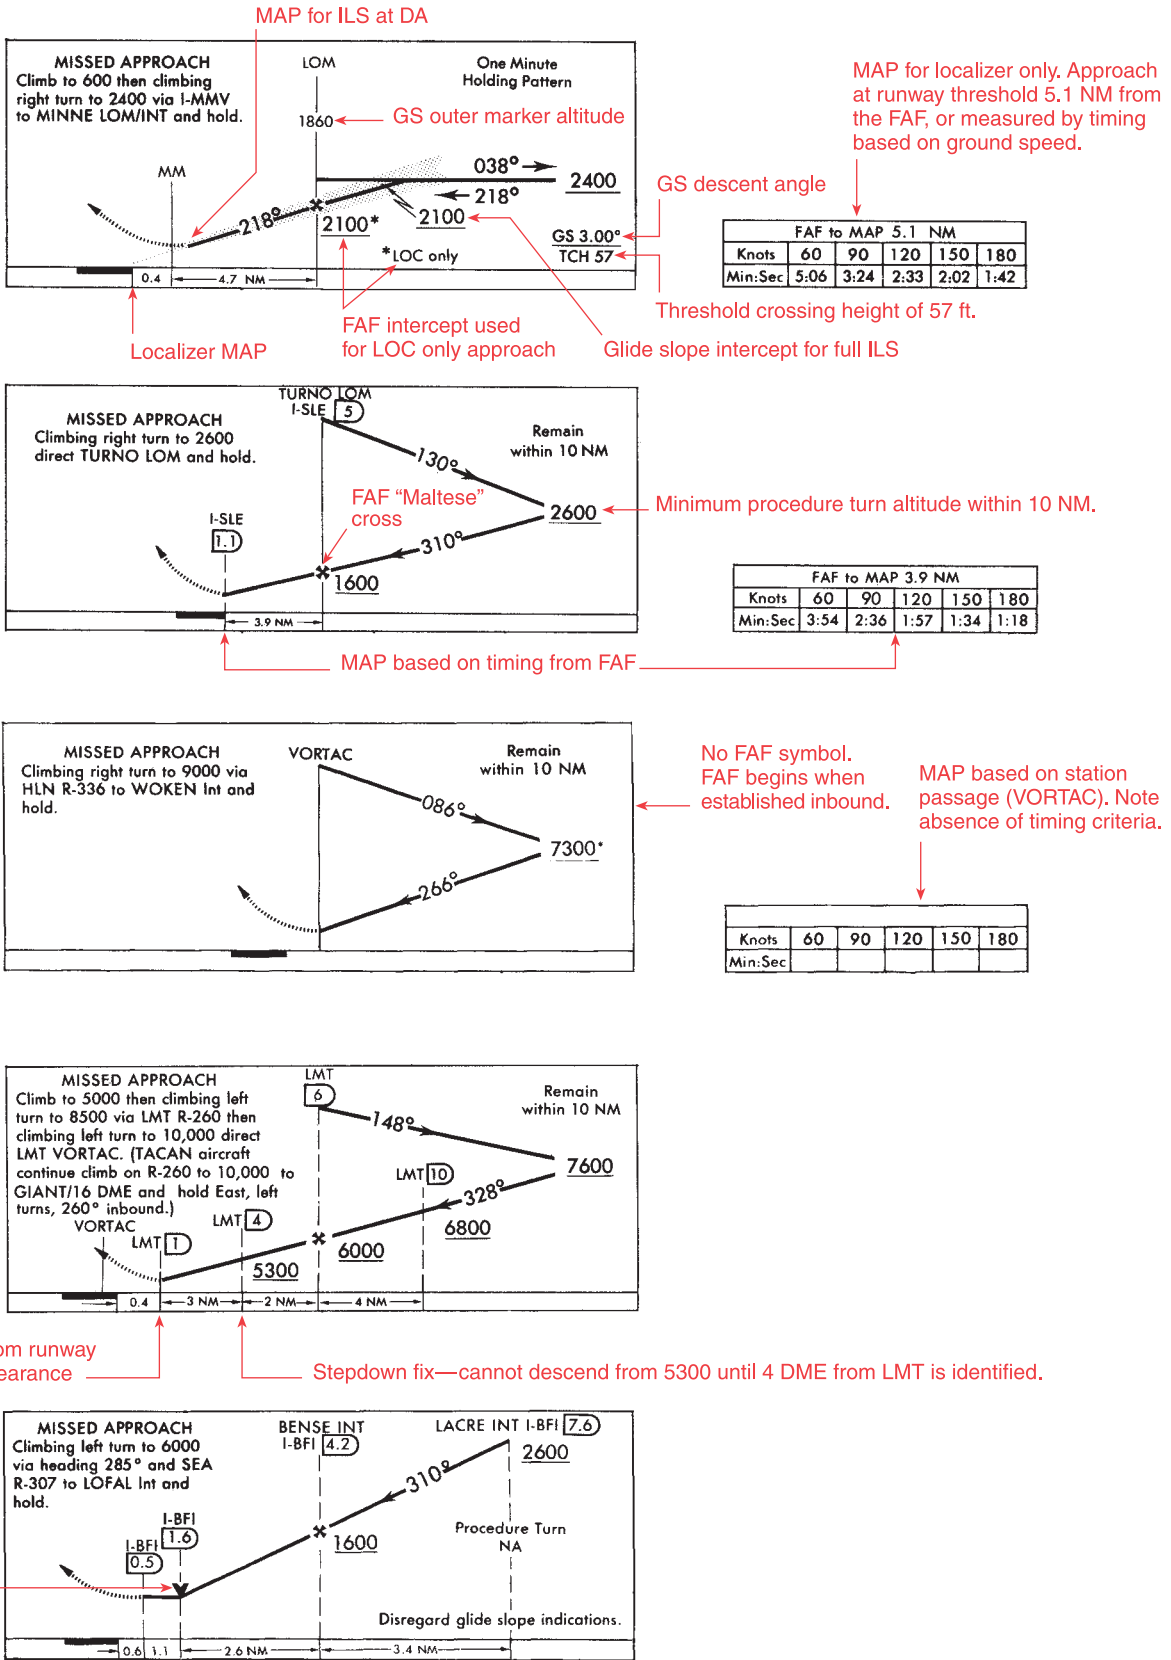 MAP for ILS at DA
MISSED APPROACH
Climb to 600 then climbing
right turn to 2400 via I-MMV
to MINNE LOM/INT and hold.
LOM
One Minute
Holding Pattern
1860
GS outer marker altitude
MM
038°
2400
218°
218°
2100*
2100
GS 3.00°
TCH 57
*LOC only
0.4
4.7 NM
MAP for localizer only. Approach
at runway threshold 5.1 NM from
the FAF, or measured by timing
based on ground speed.
GS descent angle
FAF to MAP 5.1 NM
Knots 60 90 120 150 180
Min:Sec 5:06 3:24 2:33 2:02 1:42
Threshold crossing height of 57 ft.
Localizer MAP
FAF intercept used
for LOC only approach
Glide slope intercept for full ILS
MISSED APPROACH
Climbing right turn to 2600
direct TURNO LOM and hold.
TURNO LOM
I-SLE 5
Remain
within 10 NM
130°
FAF “Maltese”
cross
2600
Minimum procedure turn altitude within 10 NM.
I-SLE
1.1
310°
1600
3.9 NM
FAF to MAP 3.9 NM
Knots 60 90 120 150 180
Min:Sec 3:54 2:36 1:57 1:34 1:18
MAP based on timing from FAF
MISSED APPROACH
Climbing right turn to 9000 via
HLN R-336 to WOKEN Int and
hold.
VORTAC
Remain
within 10 NM
086°
7300*
266°
No FAF symbol.
FAF begins when
established inbound.
MAP based on station
passage (VORTAC). Note
absence of timing criteria.
Knots 60 90 120 150 180
Min:Sec
MISSED APPROACH
Climb to 5000 then climbing left
turn to 8500 via LMT R-260 then
climbing left turn to 10,000 direct
LMT VORTAC. (TACAN aircraft
continue climb on R-260 to 10,000 to
GIANT/16 DME and hold East, left
turns, 260° inbound.)
LMT
6
Remain
within 10 NM
148°
7600
LMT 10
328°
VORTAC
LMT 1
LMT 4
5300
6000
6800
0.4
3 NM
2 NM
4 NM
om runway
earance
Stepdown fix—cannot descend from 5300 until 4 DME from LMT is identified.
MISSED APPROACH
Climbing left turn to 6000
via heading 285° and SEA
R-307 to LOFAL Int and
hold.
BENSE INT
I-BFI 4.2
LACRE INT I-BFI 7.6
2600
310°
I-BFI
1.6
I-BFI
0.5
1600
Procedure Turn
NA
Disregard glide slope indications.
0.6
1.1
2.6 NM
3.4 NM